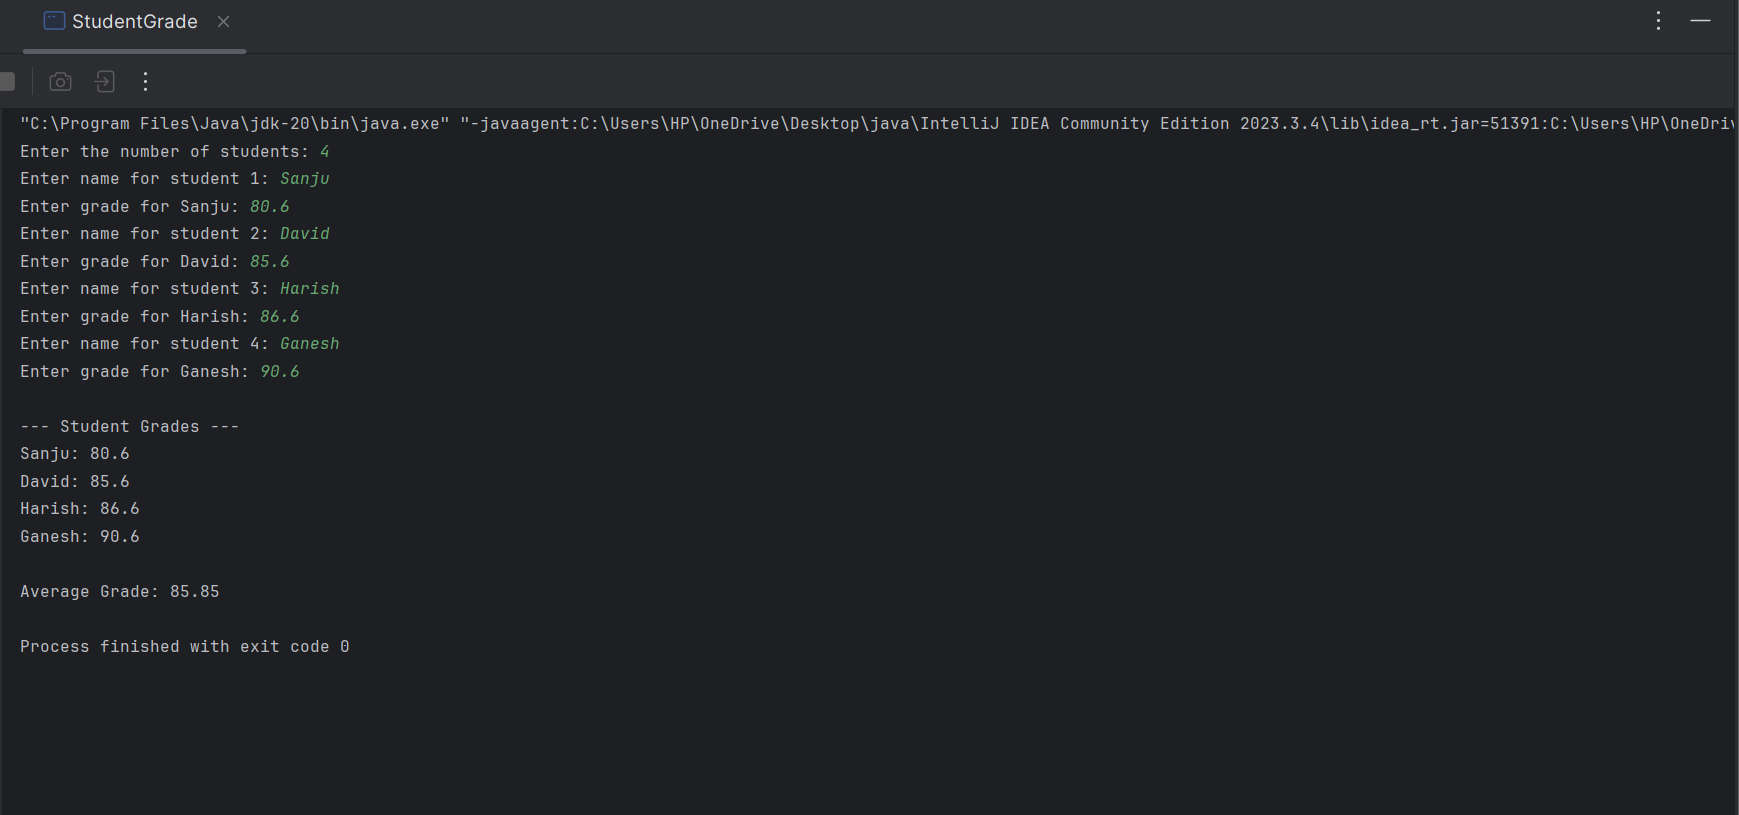 StudentGrade
"C:\Program Files\Java\jdk-20\bin\java.exe" "-javaagent:C:\Users\HP\OneDrive\Desktop\java\IntelliJ IDEA Community Edition 2023.3.4\lib\idea_rt.jar=51391:C:\Users\HP\OneDriv
Enter the number of students: 4
Enter name for student 1: Sanju
Enter grade for Sanju: 80.6
Enter name for student 2: David
Enter grade for David: 85.6
Enter name for student 3: Harish
Enter grade for Harish: 86.6
Enter name for student 4: Ganesh
Enter grade for Ganesh: 90.6
--- Student Grades ---
Sanju: 80.6
David: 85.6
Harish: 86.6
Ganesh: 90.6
Average Grade: 85.85
Process finished with exit code 0